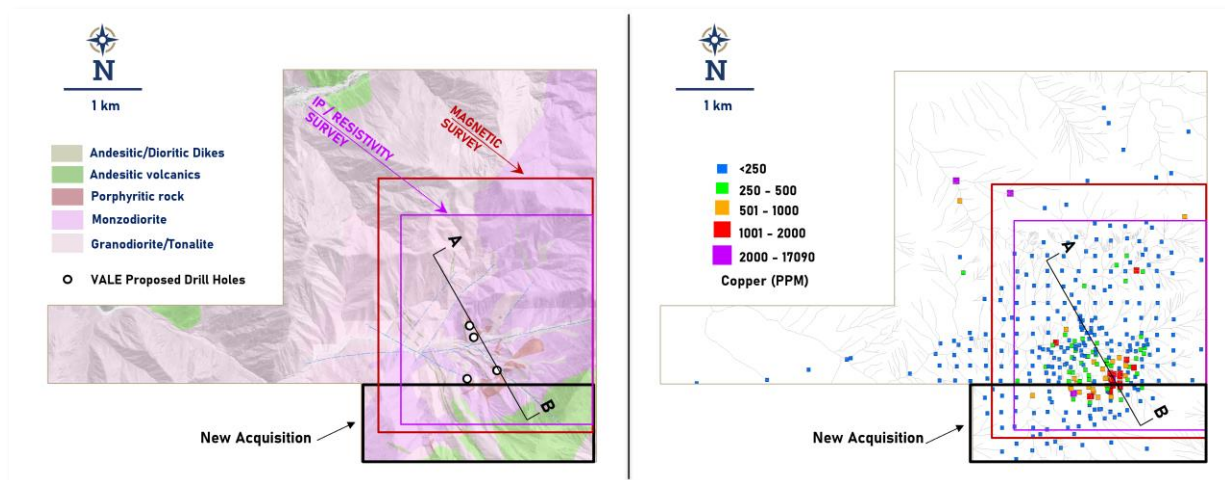 N
1 km
IP / RESISTIVITY
SURVEY
MAGNETIC
SURVEY
Andesitic/Dioritic Dikes
Andesitic volcanics
Porphyritic rock
Monzodiorite
Granodiorite/Tonalite
VALE Proposed Drill Holes
A
B
New Acquisition
N
1 km
<250
250 - 500
501 - 1000
1001 - 2000
2000 - 17090
Copper (PPM)
A
B
New Acquisition